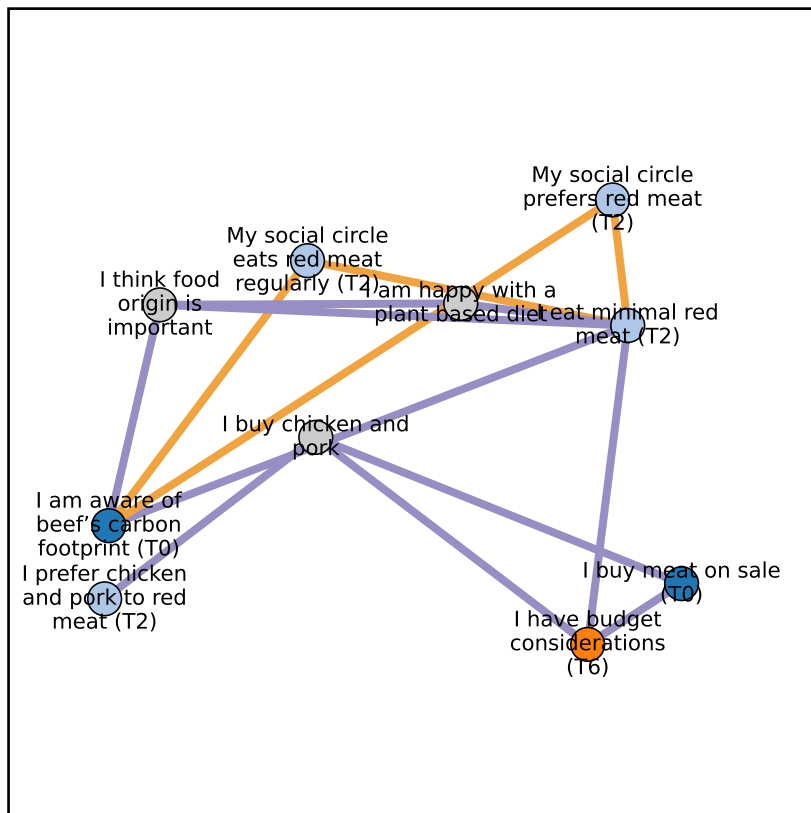 My social circle
prefers red meat
(T2)
My social circle
eats red meat
regularly (T2)
I think food
origin is
important
I am happy with a
plant based diet
I eat minimal red
meat (T2)
I buy chicken and
pork
I am aware of
beef’s carbon
footprint (T0)
I prefer chicken
and pork to red
meat (T2)
I buy meat on sale
(T0)
I have budget
considerations
(T6)